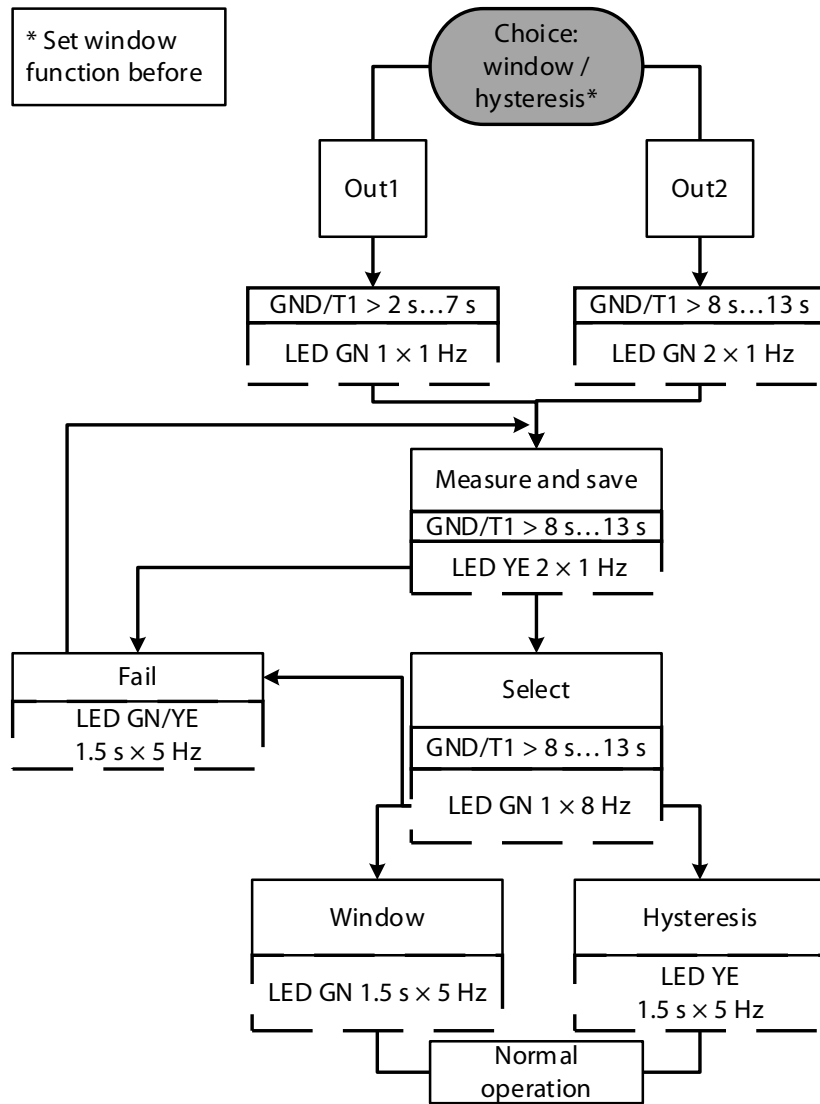 * Set window
function before
Choice:
window /
hysteresis*
Out1
Out2
GND/T1 > 2 s…7 s
LED GN 1 × 1 Hz
GND/T1 > 8 s…13 s
LED GN 2 × 1 Hz
Measure and save
GND/T1 > 8 s…13 s
LED YE 2 × 1 Hz
Fail
LED GN/YE
1.5 s × 5 Hz
Select
GND/T1 > 8 s…13 s
LED GN 1 × 8 Hz
Window
LED GN 1.5 s × 5 Hz
Hysteresis
LED YE
1.5 s × 5 Hz
Normal
operation